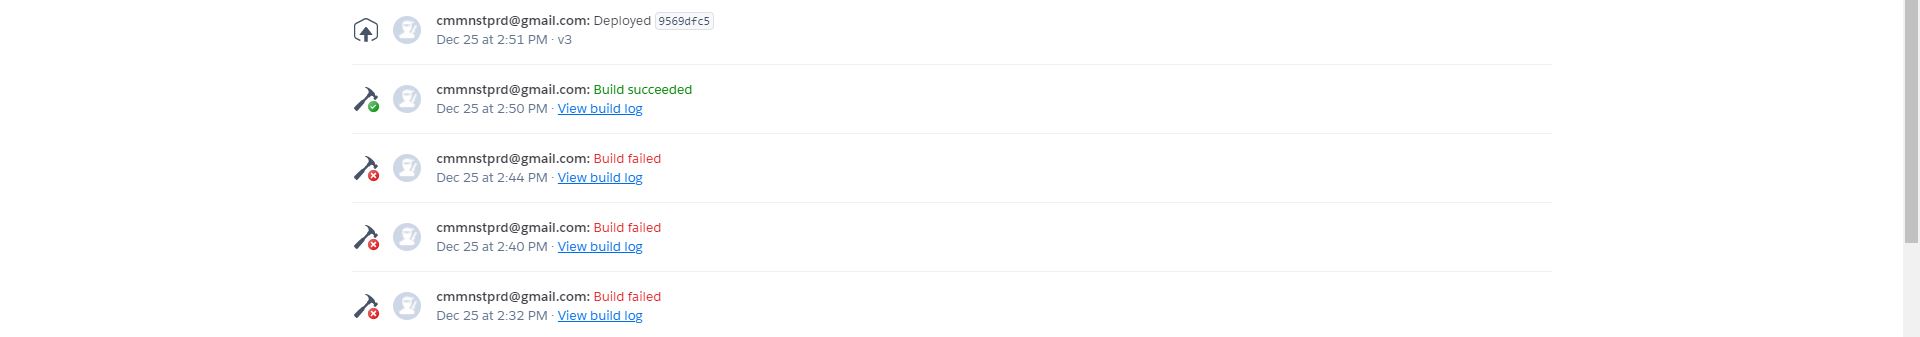 cmmnstprd@gmail.com: Deployed 9569dfc5
Dec 25 at 2:51 PM · v3
cmmnstprd@gmail.com: Build succeeded
Dec 25 at 2:50 PM · View build log
cmmnstprd@gmail.com: Build failed
Dec 25 at 2:44 PM · View build log
cmmnstprd@gmail.com: Build failed
Dec 25 at 2:40 PM · View build log
cmmnstprd@gmail.com: Build failed
Dec 25 at 2:32 PM · View build log